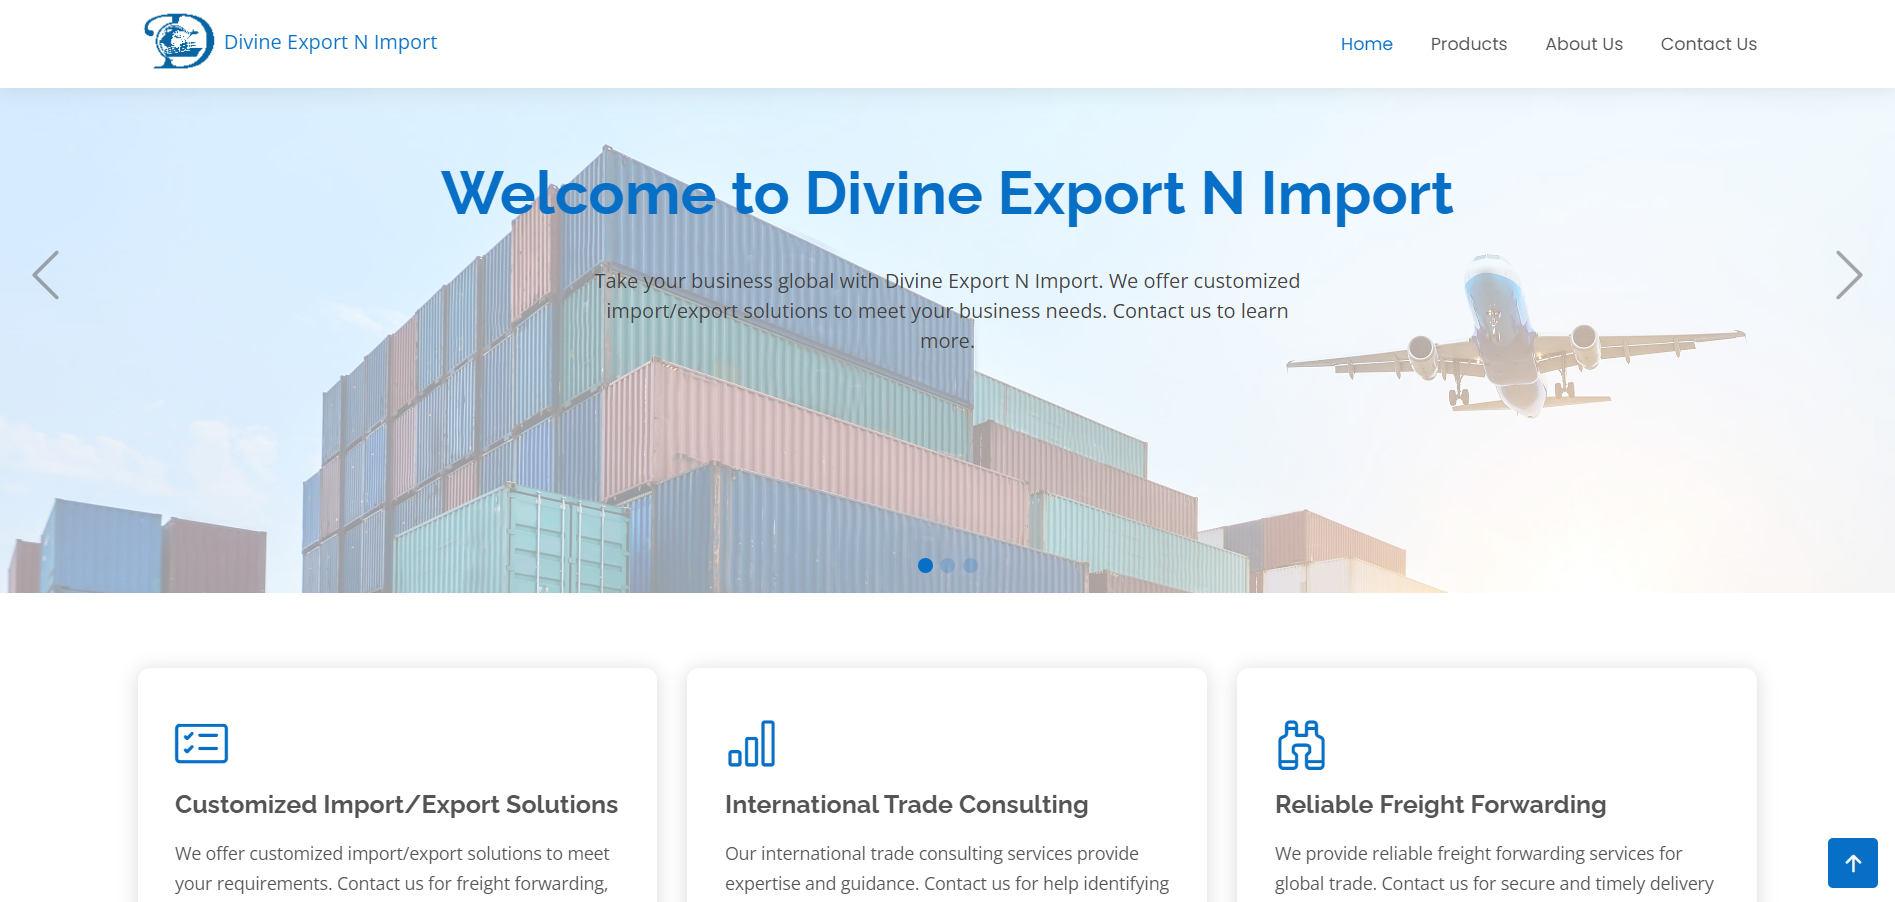 Divine Export N Import
Home
Products
About Us
Contact Us
Welcome to Divine Export N Import
Take your business global with Divine Export N Import. We offer customized
import/export solutions to meet your business needs. Contact us to learn
more.
Customized Import/Export Solutions
We offer customized import/export solutions to meet
your requirements. Contact us for freight forwarding,
International Trade Consulting
Our international trade consulting services provide
expertise and guidance. Contact us for help identifying
Reliable Freight Forwarding
We provide reliable freight forwarding services for
global trade. Contact us for secure and timely delivery